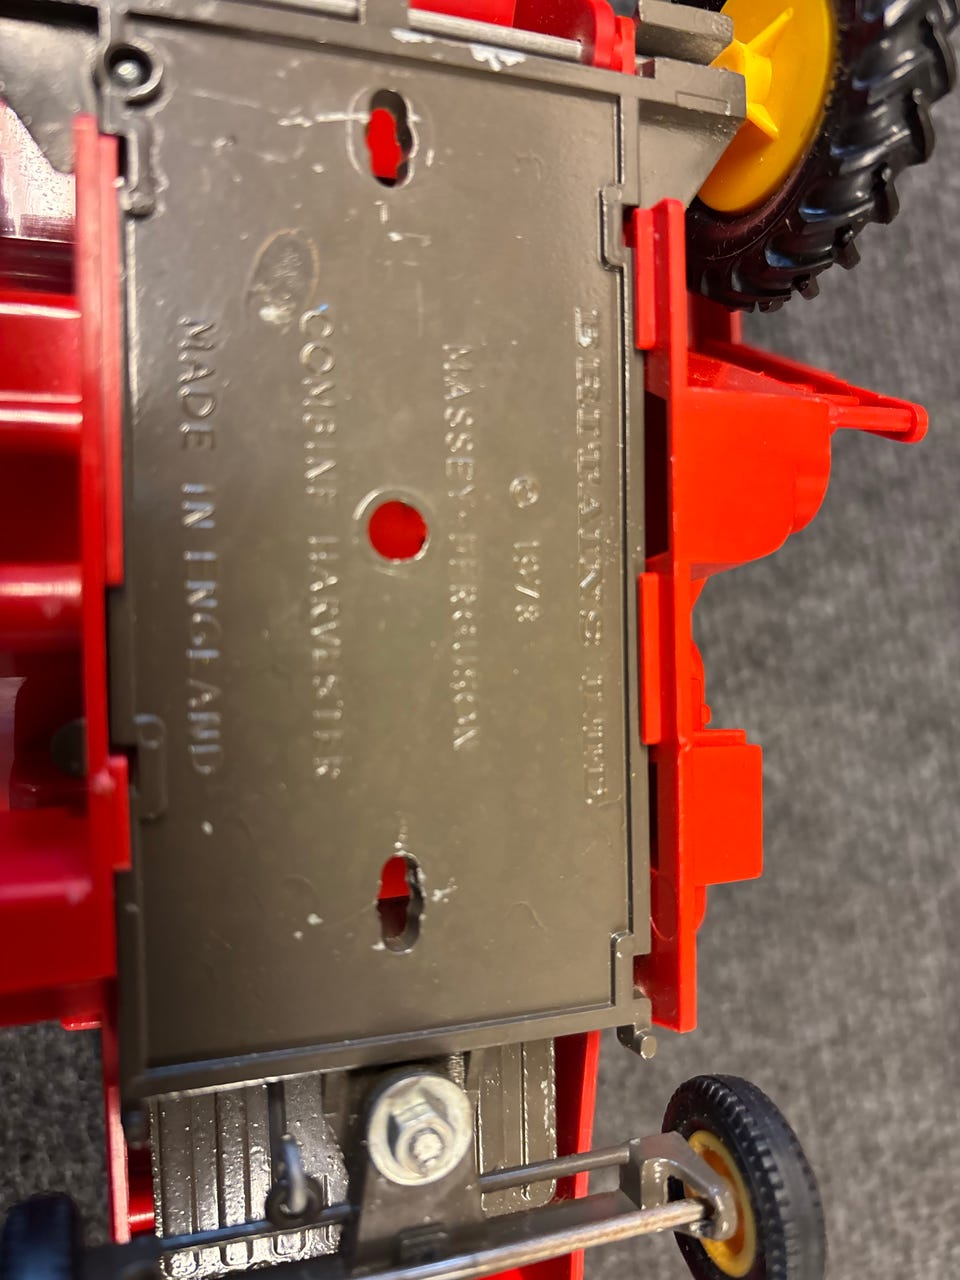 BRITAINS LTD.
© 1978
MASSEY-FERGUSON
COMBINE HARVESTER
MADE IN ENGLAND